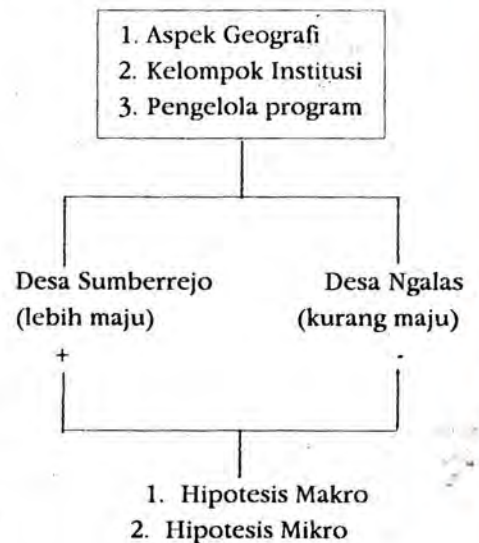 1. Aspek Geografi
2. Kelompok Institusi
3. Pengelola program
Desa Sumberrejo
(lebih maju)
+
Desa Ngalas
(kurang maju)
-
1. Hipotesis Makro
2. Hipotesis Mikro